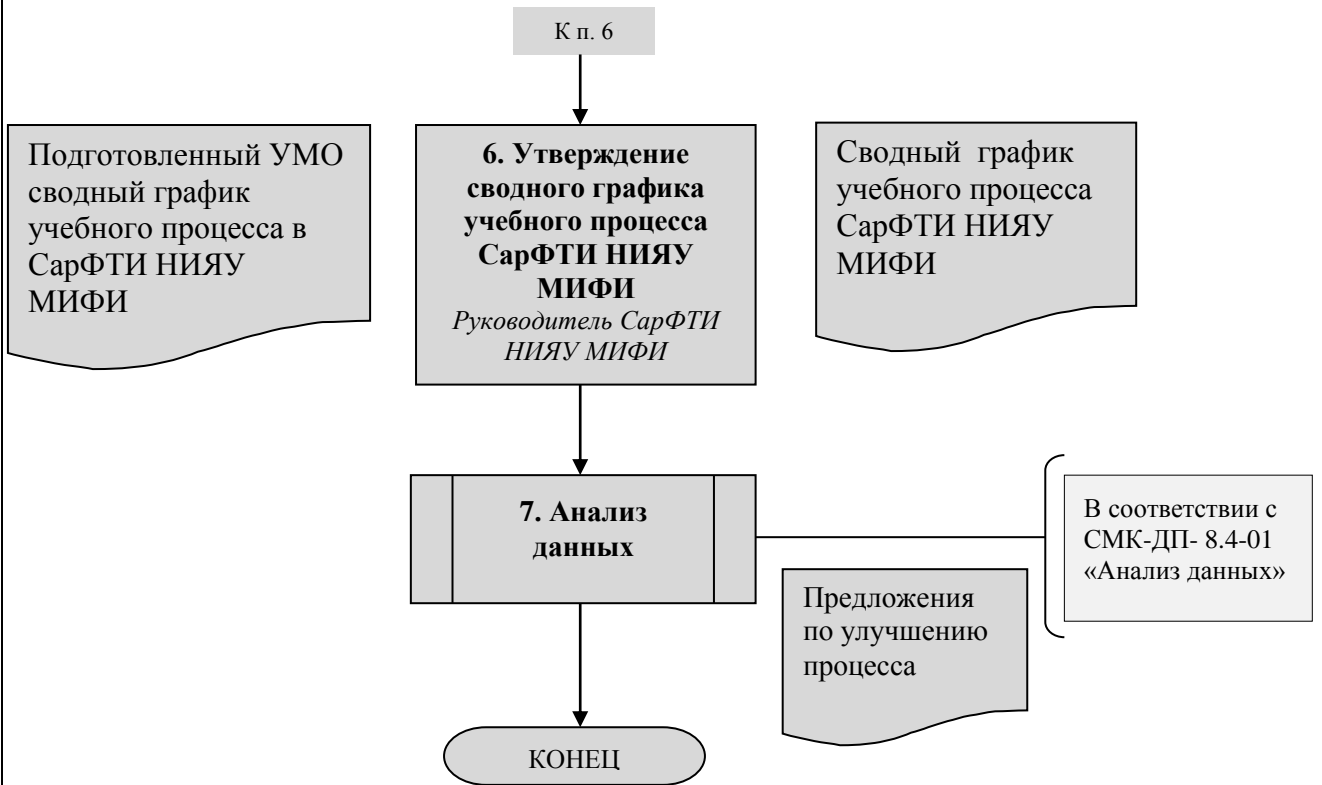 К п. 6
Подготовленный УМО
сводный график
учебного процесса в
СарФТИ НИЯУ
МИФИ
6. Утверждение
сводного графика
учебного процесса
СарФТИ НИЯУ
МИФИ
Руководитель СарФТИ
НИЯУ МИФИ
Сводный график
учебного процесса
СарФТИ НИЯУ
МИФИ
7. Анализ
данных
В соответствии с
СМК-ДП- 8.4-01
«Анализ данных»
Предложения
по улучшению
процесса
КОНЕЦ